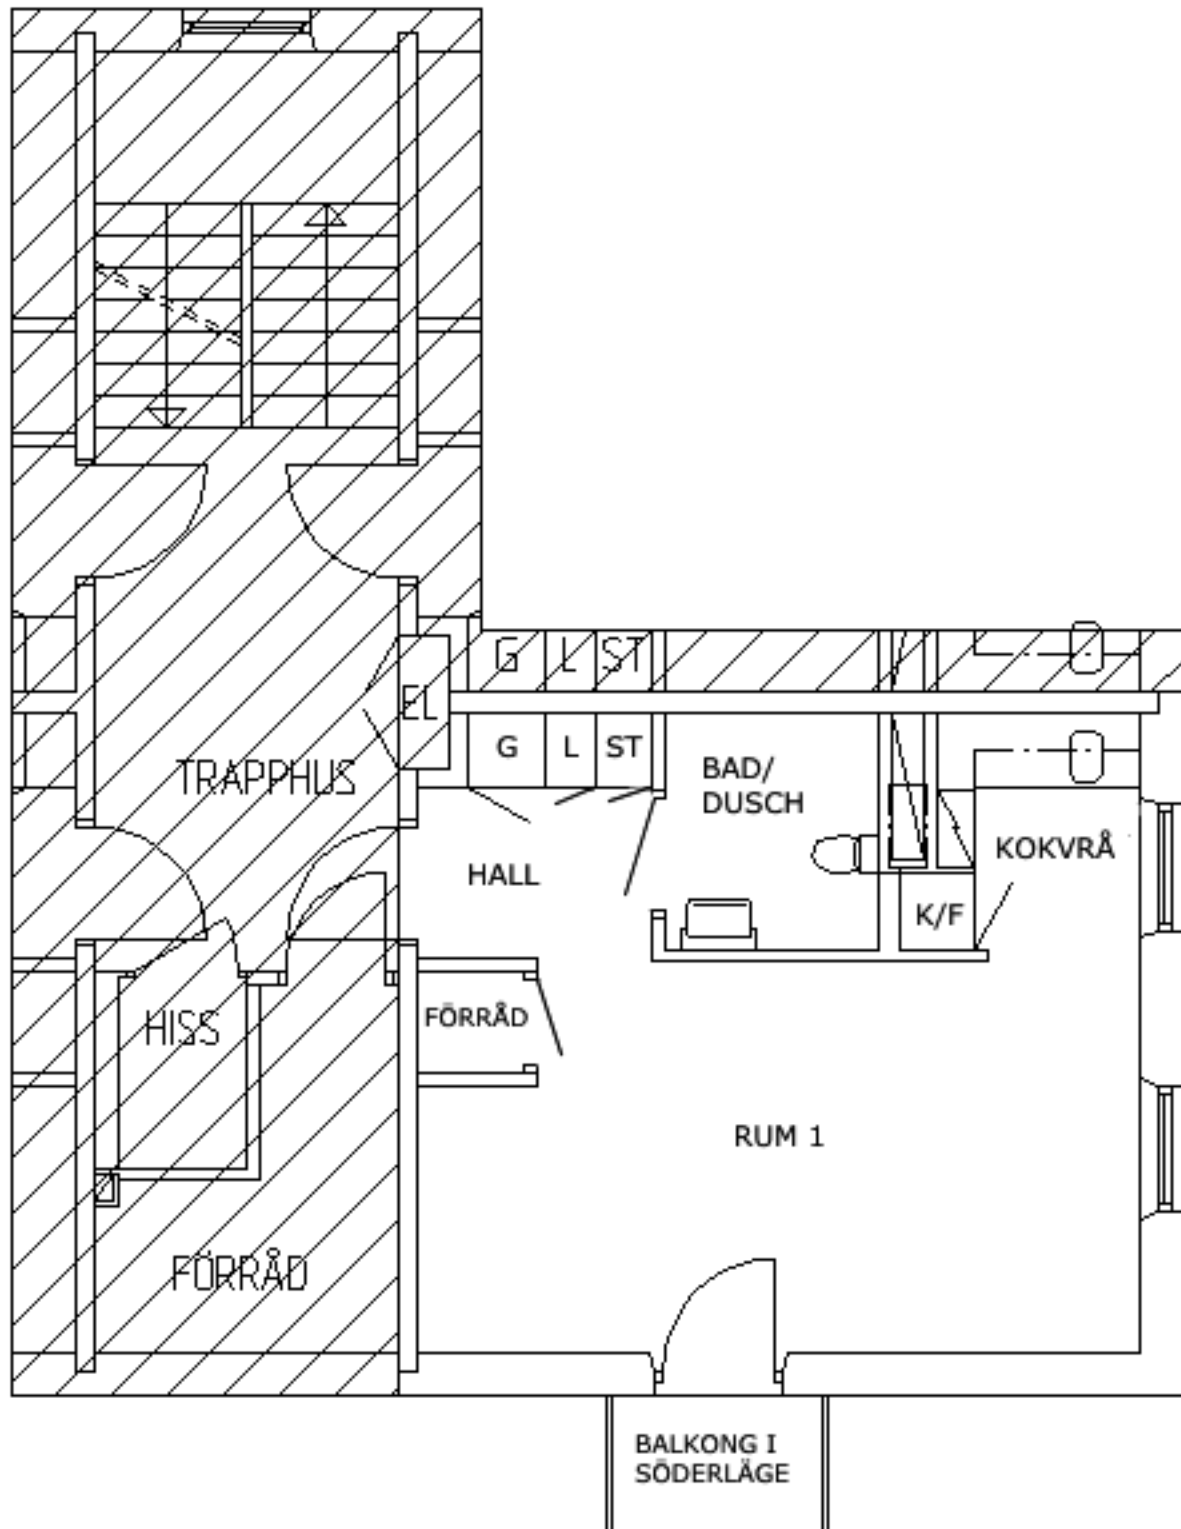 G L ST
EL
G L ST
TRAPPHUS
BAD/
DUSCH
KOKVRÅ
HALL
K/F
HISS
FÖRRÅD
RUM 1
FÖRRÅD
BALKONG I
SÖDERLÄGE